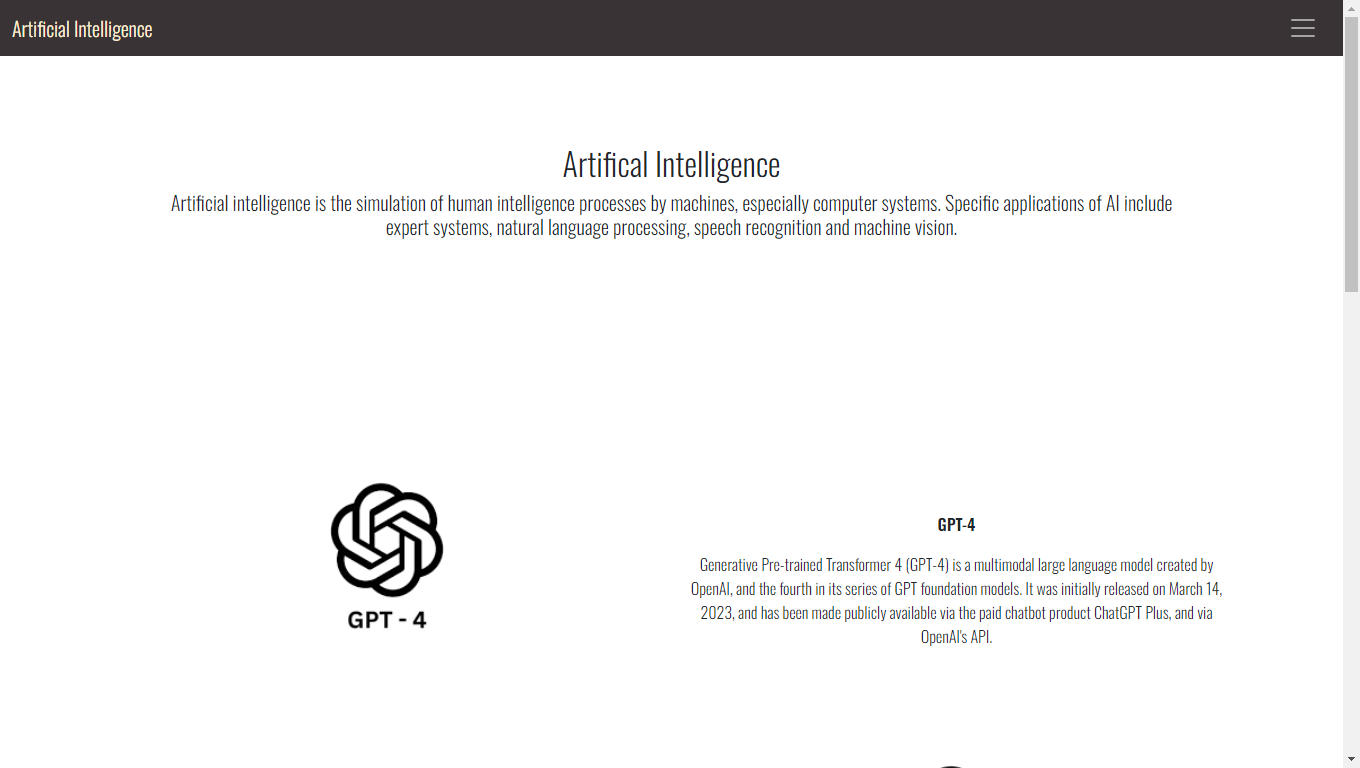 Artificial Intelligence
Artifical Intelligence
Artificial intelligence is the simulation of human intelligence processes by machines, especially computer systems. Specific applications of AI include
expert systems, natural language processing, speech recognition and machine vision.
GPT - 4
GPT-4
Generative Pre-trained Transformer 4 (GPT-4) is a multimodal large language model created by
OpenAI, and the fourth in its series of GPT foundation models. It was initially released on March 14,
2023, and has been made publicly available via the paid chatbot product ChatGPT Plus, and via
OpenAI's API.